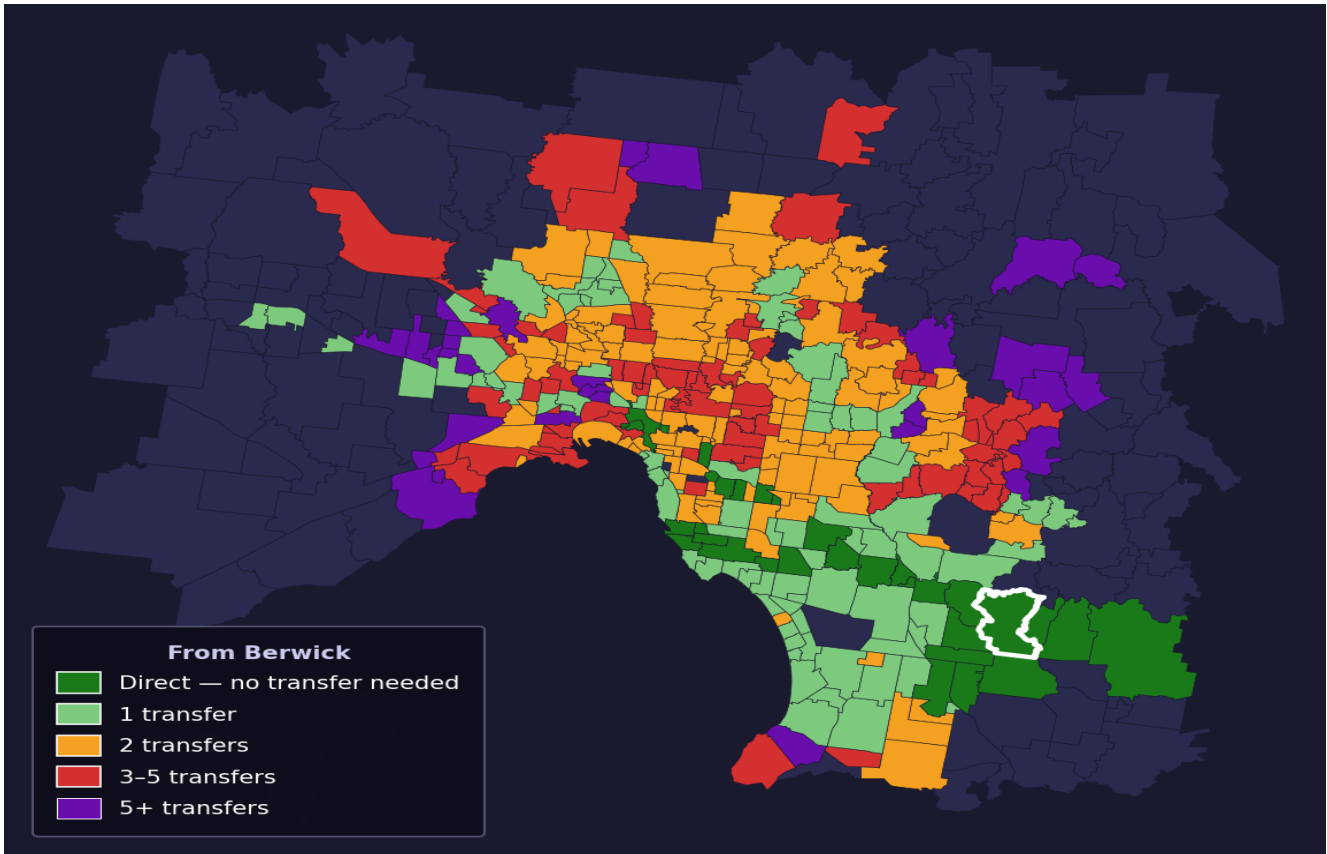 From Berwick
Direct — no transfer needed
1 transfer
2 transfers
3–5 transfers
5+ transfers